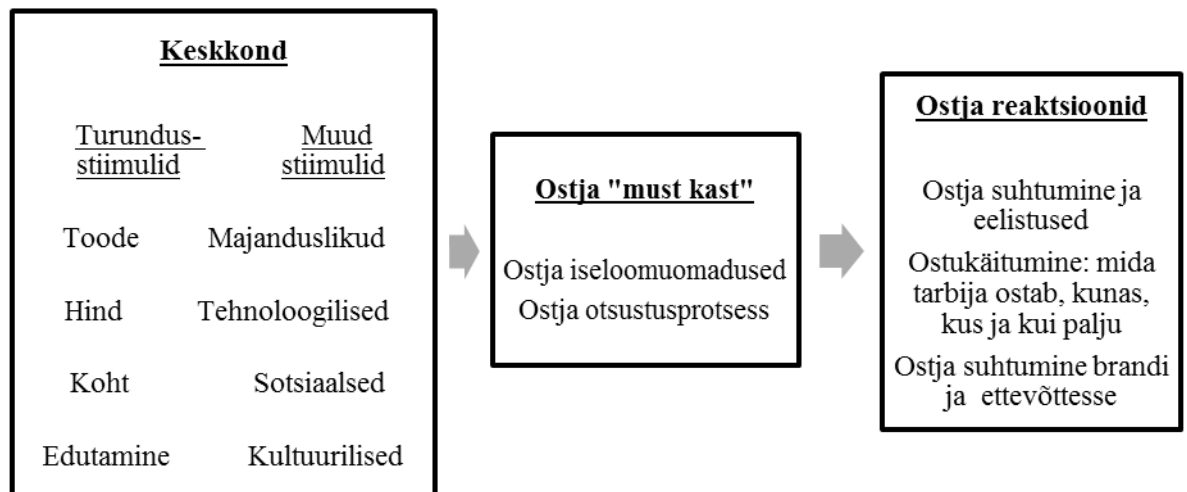 Keskkond
Turundus-
stiimulid
Muud
stiimulid
Toode
Majanduslikud
Hind
Tehnoloogilised
Koht
Sotsiaalsed
Edutamine
Kultuurilised
Ostja "must kast"
Ostja iseloomuomadused
Ostja otsustusprotsess
Ostja reaktsioonid
Ostja suhtumine ja
eelistused
Ostukäitumine: mida
tarbija ostab, kunas,
kus ja kui palju
Ostja suhtumine brandi
ja ettevõttesse